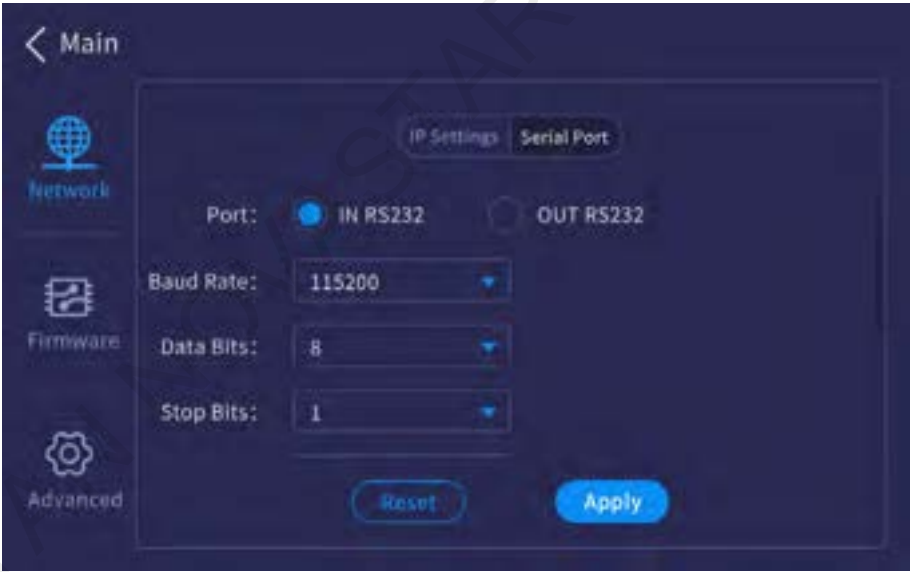 Main
IP Settings Serial Port
Network
Port: IN RS232 OUT RS232
Baud Rate: 115200
Firmware
Data Bits: 8
Stop Bits: 1
Advanced
Reset Apply